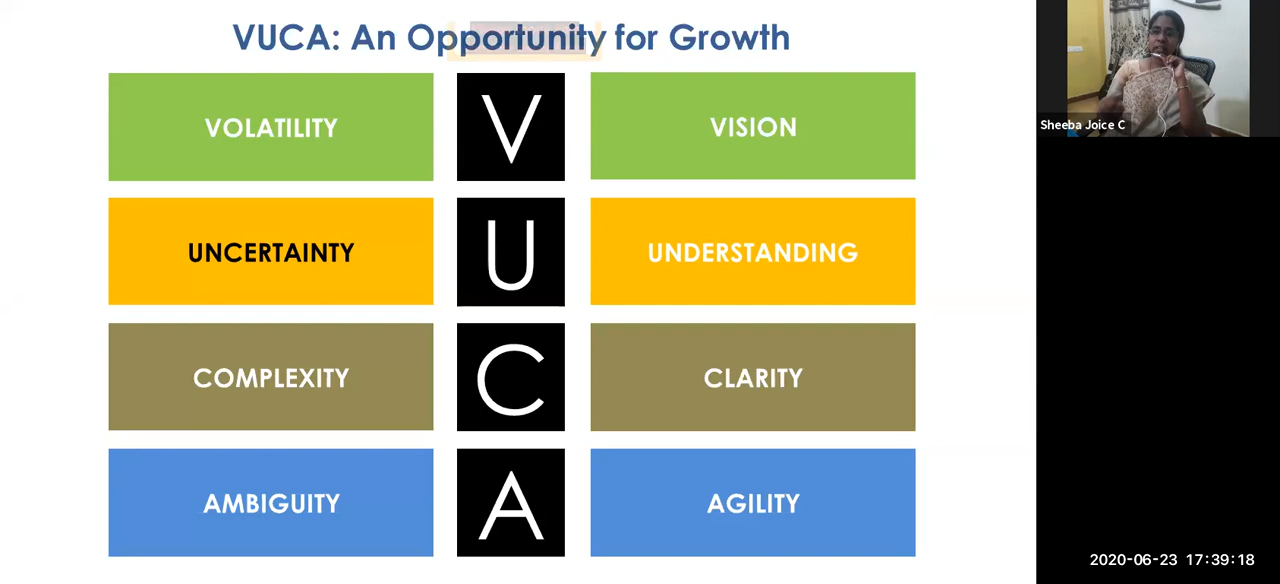 VUCA: An Opportunity for Growth
VOLATILITY V VISION
UNCERTAINTY U UNDERSTANDING
COMPLEXITY C CLARITY
AMBIGUITY A AGILITY
Sheeba Joice C
2020-06-23 17:39:18